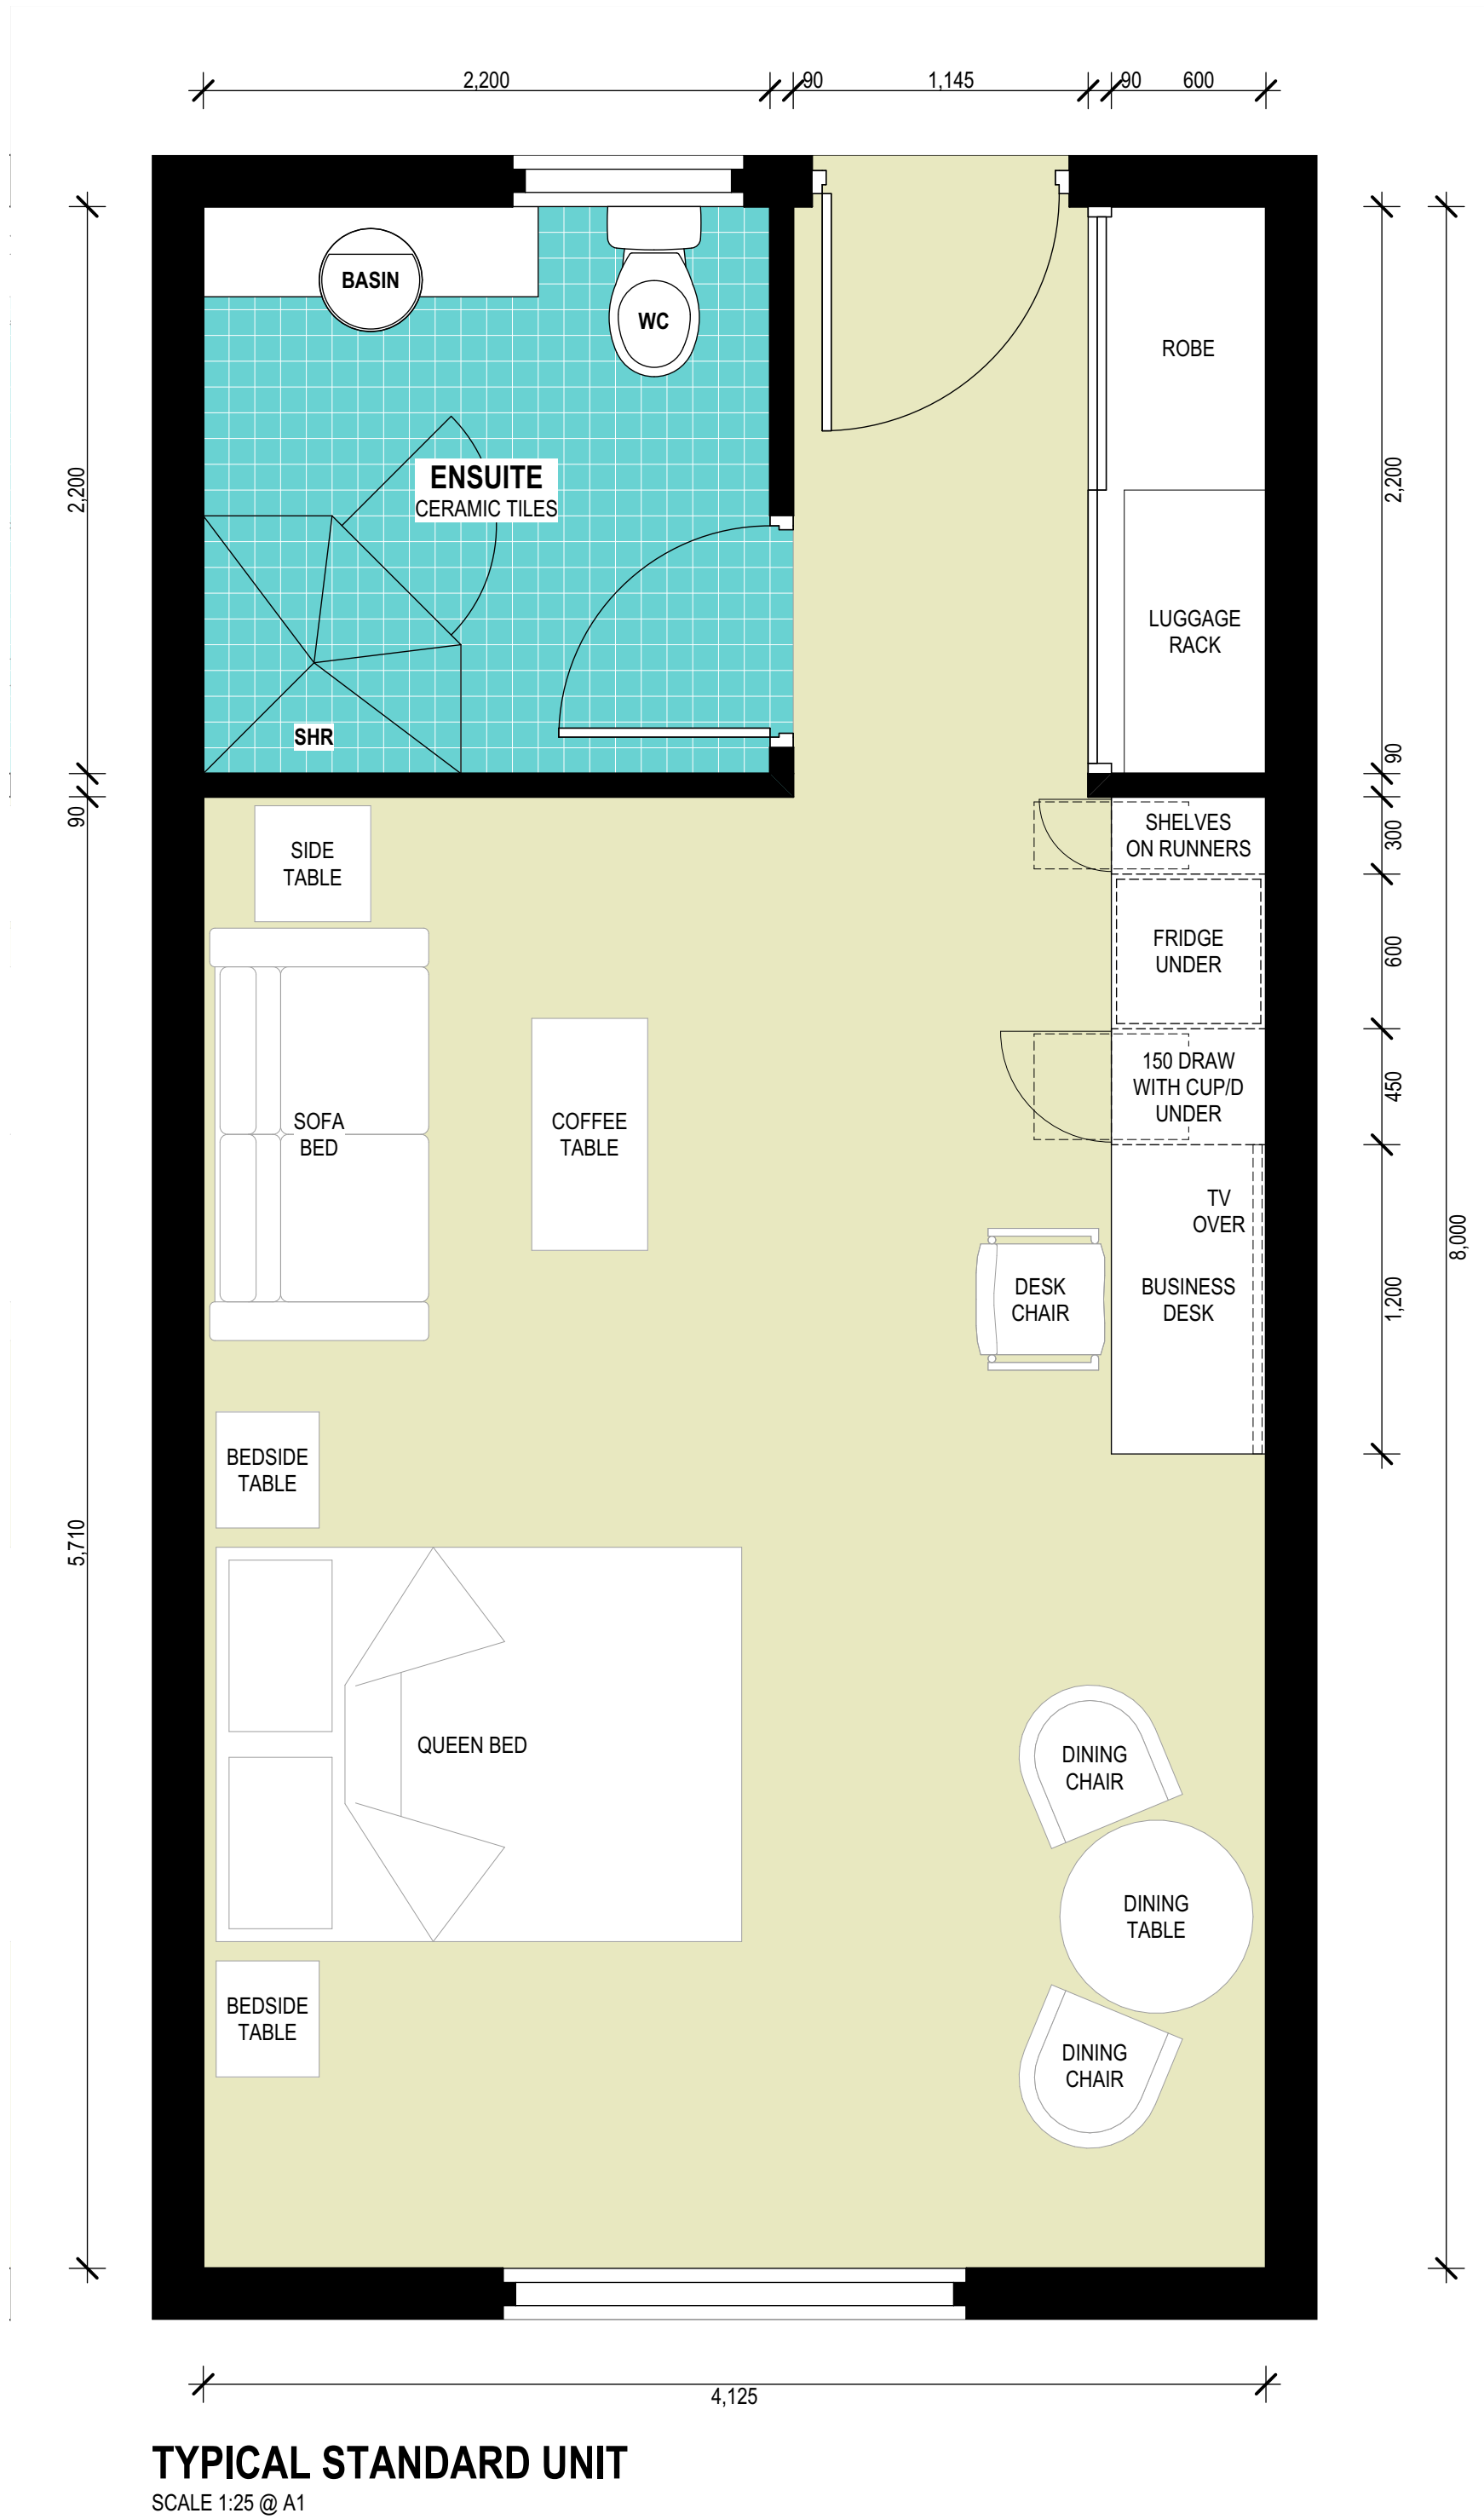 2,200
90
1,145
90
600
BASIN
WC
ROBE
ENSUITE
CERAMIC TILES
2,200
2,200
LUGGAGE
RACK
SHR
90
90
SIDE
TABLE
SHELVES
ON RUNNERS
300
FRIDGE
UNDER
600
150 DRAW
WITH CUP/D
UNDER
450
SOFA
BED
COFFEE
TABLE
TV
OVER
8,000
DESK
CHAIR
BUSINESS
DESK
1,200
BEDSIDE
TABLE
5,710
QUEEN BED
DINING
CHAIR
DINING
TABLE
BEDSIDE
TABLE
DINING
CHAIR
4,125
TYPICAL STANDARD UNIT
SCALE 1:25 @ A1